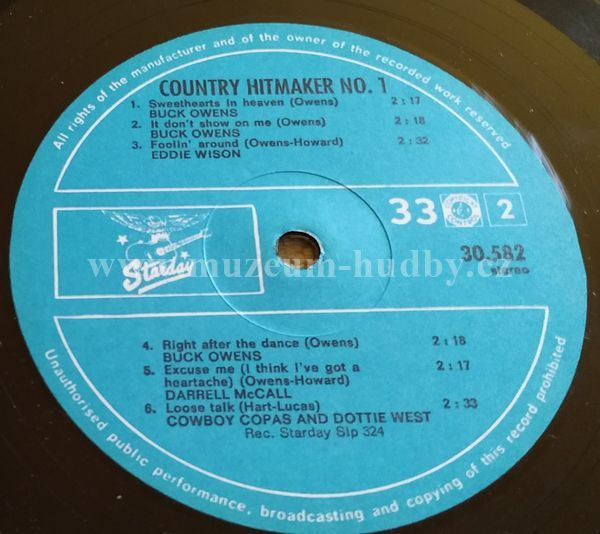 All rights of the manufacturer and of the owner of the recorded work reserved
COUNTRY HITMAKER NO. 1
1. Sweethearts in heaven (Owens) 2:17
BUCK OWENS
2. It don't show on me (Owens) 2:18
BUCK OWENS
3. Foolin' around (Owens-Howard) 2:32
EDDIE WISON
Starday
33 2
30.582
stereo
www.muzeum-hudby.cz
4. Right after the dance (Owens) 2:18
BUCK OWENS
5. Excuse me (I think I've got a
heartache) (Owens-Howard) 2:17
DARRELL McCALL
6. Loose talk (Hart-Lucas) 2:33
COWBOY COPAS AND DOTTIE WEST
Rec. Starday Slp 324
Unauthorised public performance, broadcasting and copying of this record prohibited